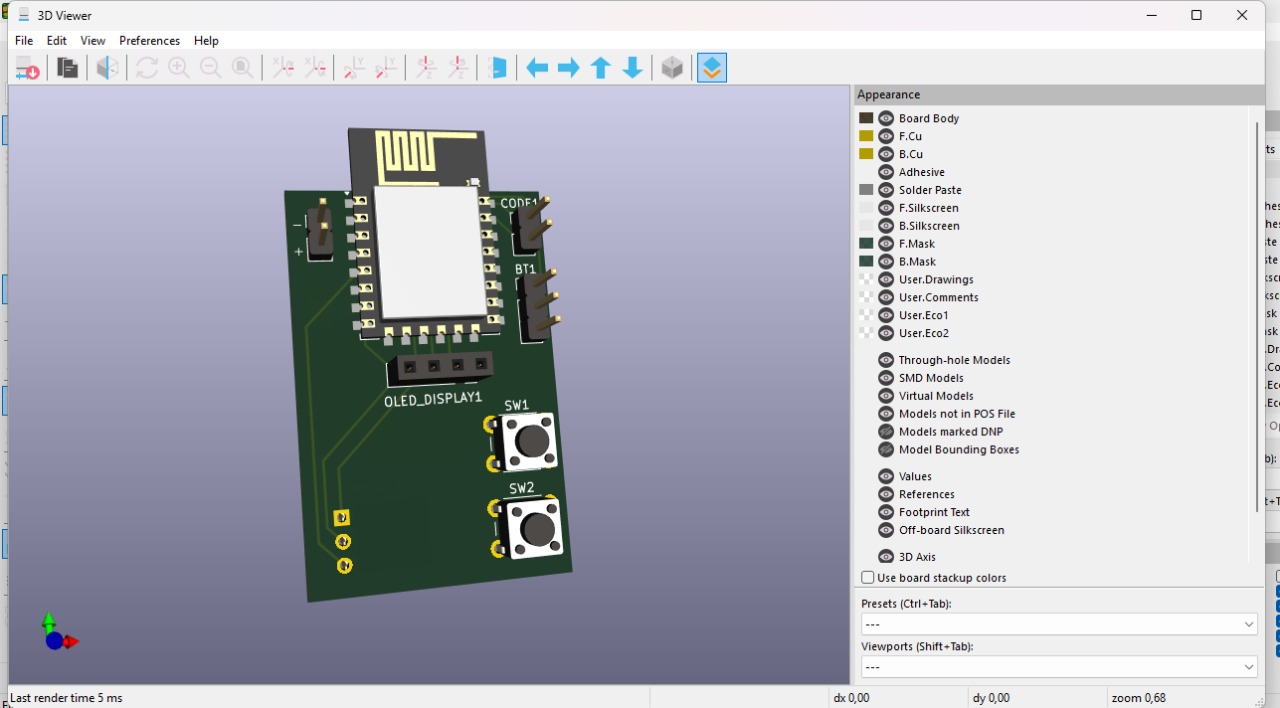 3D Viewer
File Edit View Preferences Help
Appearance
Board Body
F.Cu
B.Cu
Adhesive
Solder Paste
F.Silkscreen
B.Silkscreen
F.Mask
B.Mask
User.Drawings
User.Comments
User.Eco1
User.Eco2
Through-hole Models
SMD Models
Virtual Models
Models not in POS File
Models marked DNP
Model Bounding Boxes
Values
References
Footprint Text
Off-board Silkscreen
3D Axis
Use board stackup colors
Presets (Ctrl+Tab):
---
Viewports (Shift+Tab):
---
CODE1
−
+
BT1
OLED_DISPLAY1
SW1
SW2
Last render time 5 ms
dx 0,00
dy 0,00
zoom 0,68